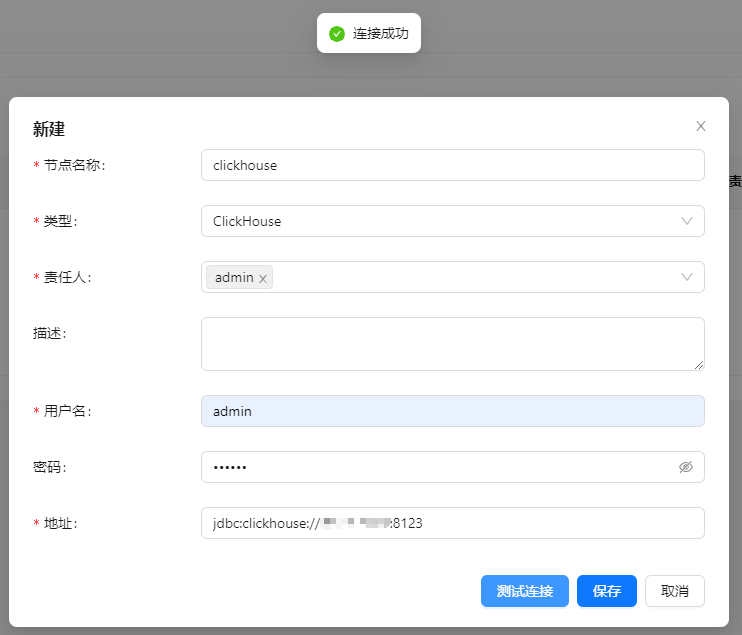 连接成功
新建
责
* 节点名称: clickhouse
* 类型: ClickHouse
* 责任人: admin
描述:
* 用户名: admin
密码: ••••••
* 地址: jdbc:clickhouse:// :8123
测试连接 保存 取消